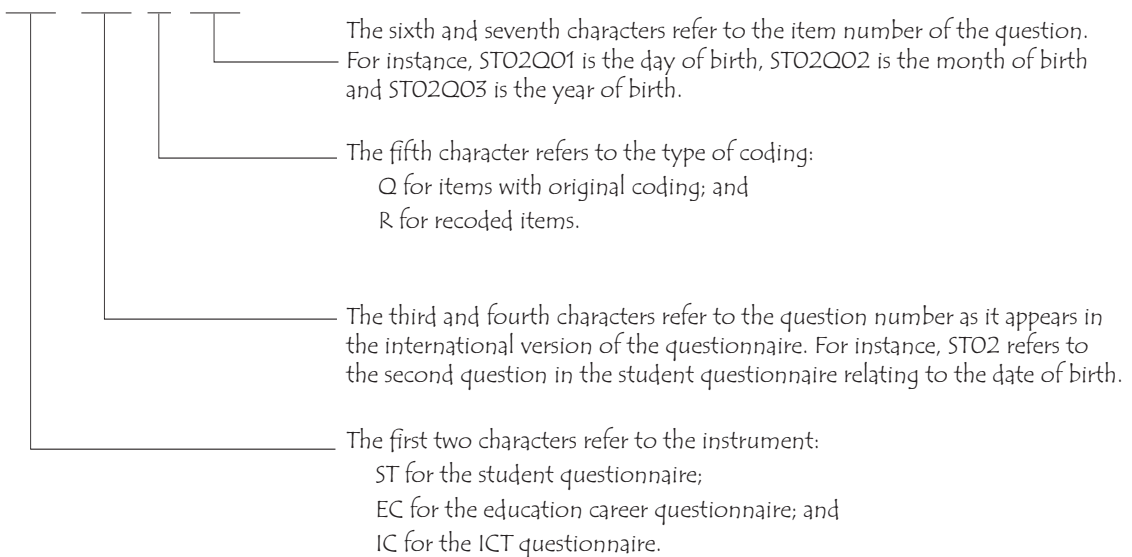 The sixth and seventh characters refer to the item number of the question.
For instance, ST02Q01 is the day of birth, ST02Q02 is the month of birth
and ST02Q03 is the year of birth.
The fifth character refers to the type of coding:
Q for items with original coding; and
R for recoded items.
The third and fourth characters refer to the question number as it appears in
the international version of the questionnaire. For instance, ST02 refers to
the second question in the student questionnaire relating to the date of birth.
The first two characters refer to the instrument:
ST for the student questionnaire;
EC for the education career questionnaire; and
IC for the ICT questionnaire.